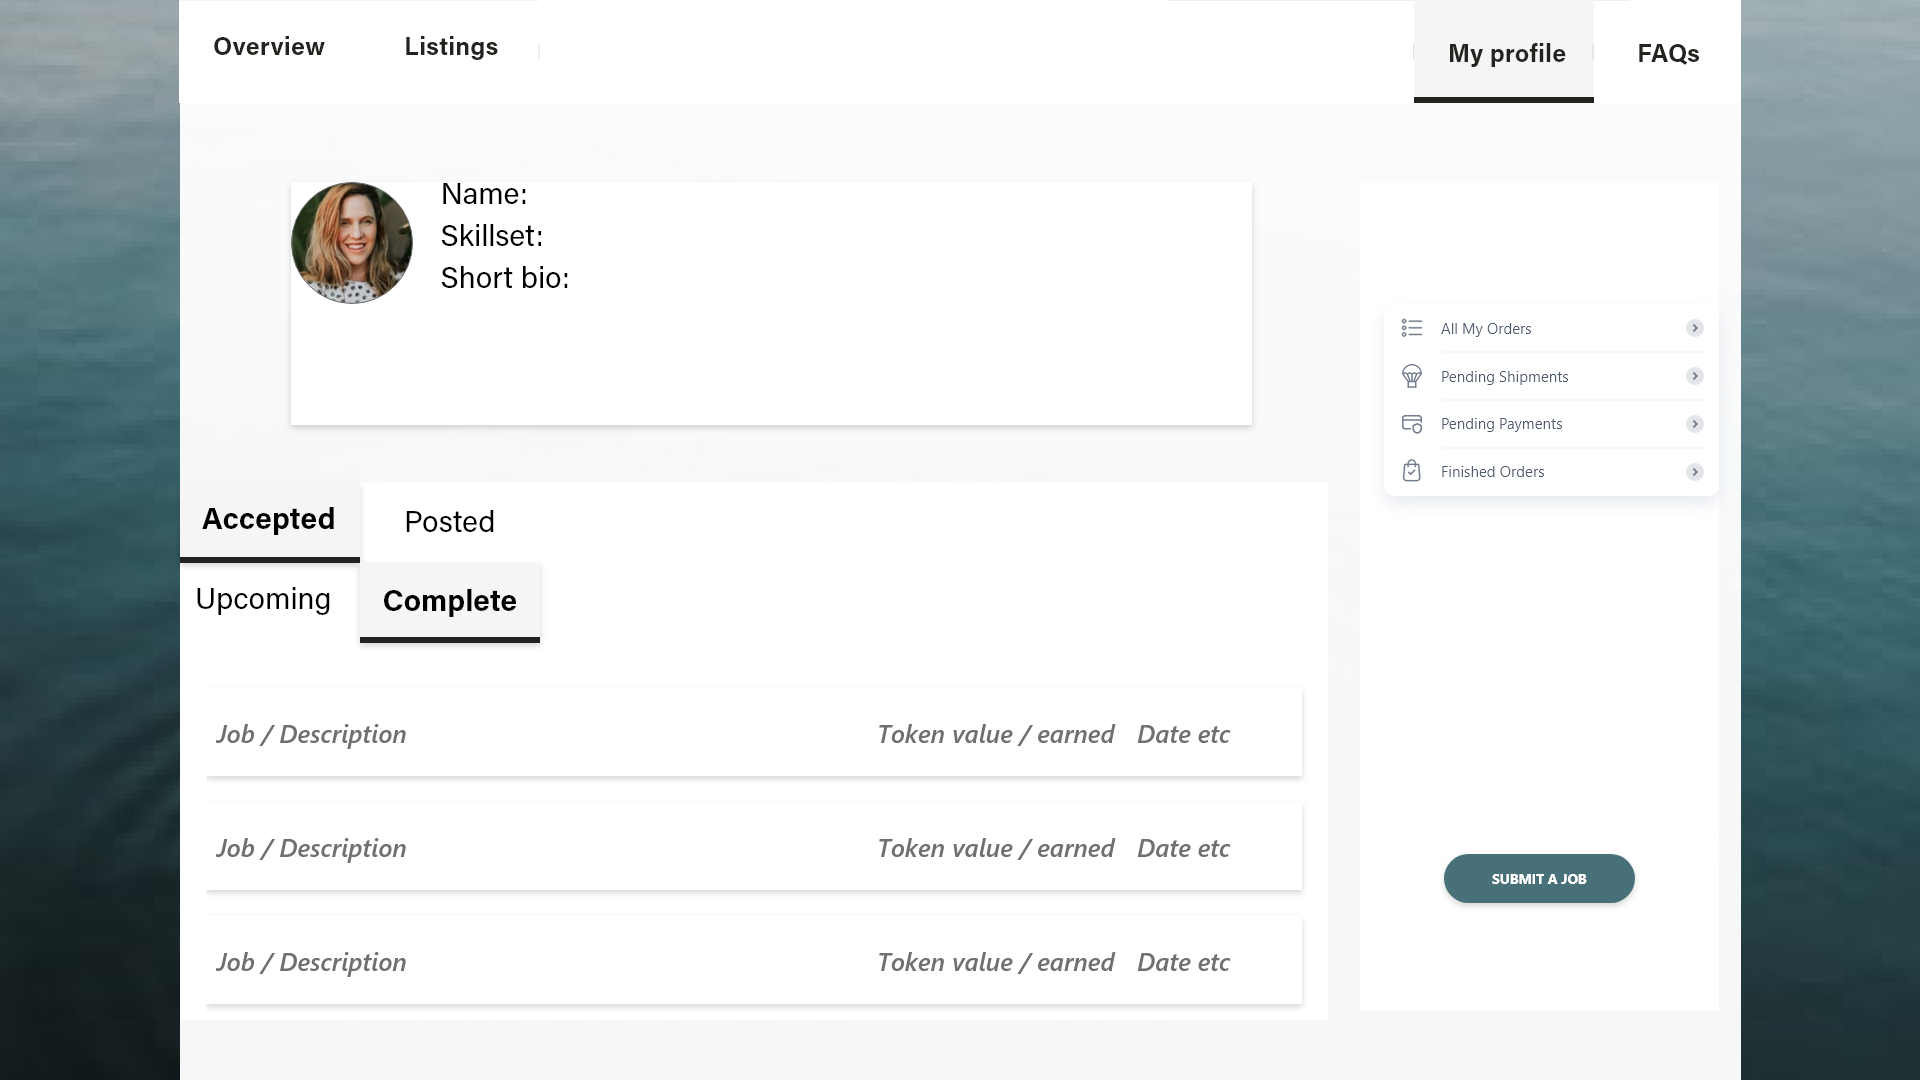 Overview Listings My profile FAQs
Name:
Skillset:
Short bio:
All My Orders
Pending Shipments
Pending Payments
Finished Orders
Accepted Posted
Upcoming Complete
Job / Description Token value / earned Date etc
Job / Description Token value / earned Date etc
Job / Description Token value / earned Date etc
SUBMIT A JOB